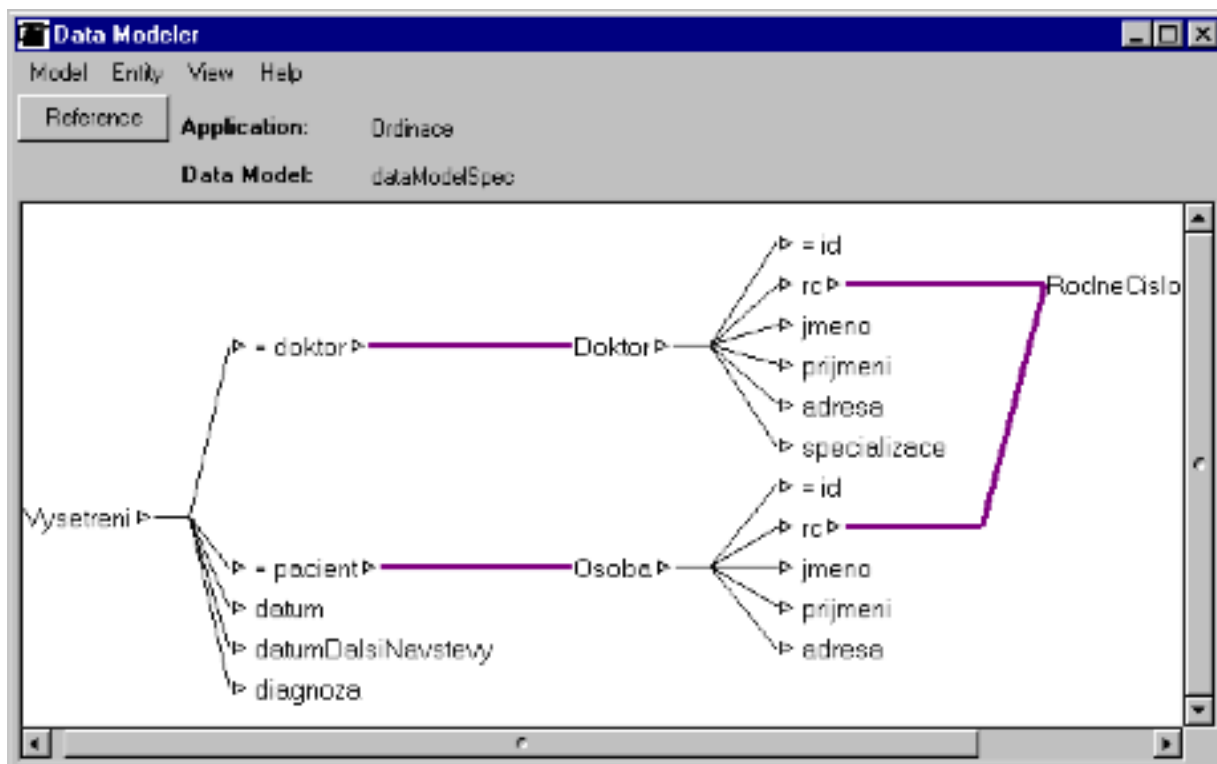 Data Modeler
Model Entity View Help
Reference
Application: Ordinace
Data Model: dataModelSpec
= id
rc RodneCislo
= doktor Doktor jmeno
prijmeni
adresa
specializace
= id
Vysetreni rc
= pacient Osoba jmeno
datum prijmeni
datumDalsiNavstevy adresa
diagnoza